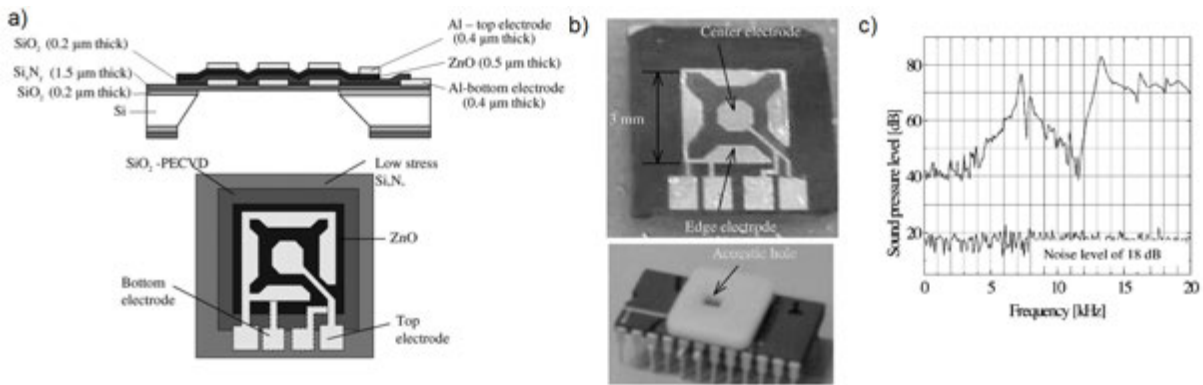 a)
SiO₂ (0.2 μm thick)
SiₓNᵧ (1.5 μm thick)
SiO₂ (0.2 μm thick)
Si
Al – top electrode
(0.4 μm thick)
ZnO (0.5 μm thick)
Al-bottom electrode
(0.4 μm thick)
SiO₂ -PECVD
Low stress
SiₓNᵧ
ZnO
Bottom
electrode
Top
electrode
b)
Center electrode
3 mm
Edge electrode
Acoustic hole
c)
Sound pressure level [dB]
80
60
40
20
Noise level of 18 dB
0
5
10
15
20
Frequency [kHz]